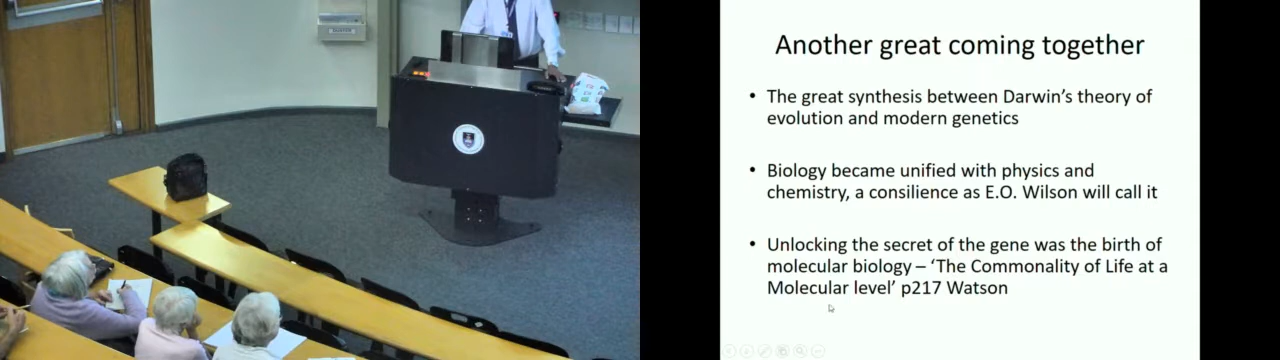 Another great coming together
• The great synthesis between Darwin's theory of
evolution and modern genetics
• Biology became unified with physics and
chemistry, a consilience as E.O. Wilson will call it
• Unlocking the secret of the gene was the birth of
molecular biology – 'The Commonality of Life at a
Molecular level' p217 Watson